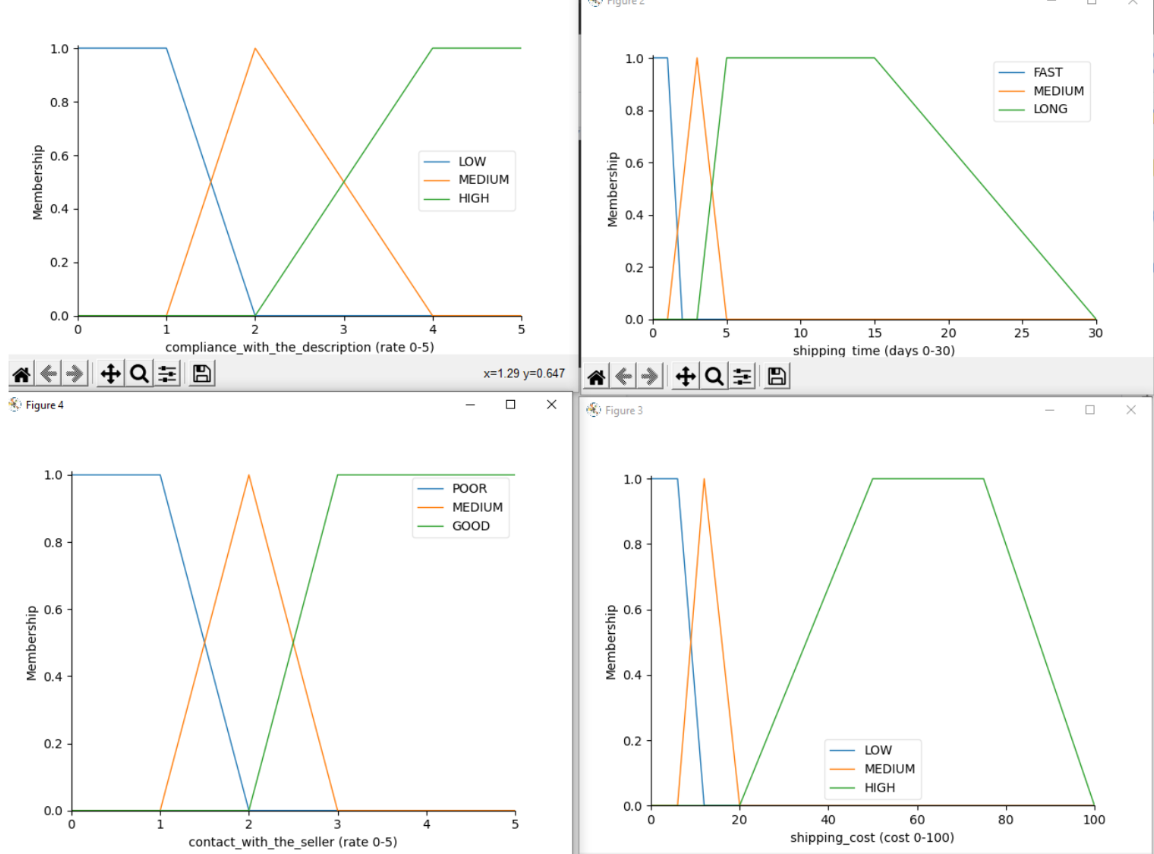 Figure 2
1.0
0.8
0.6
0.4
0.2
0.0
Membership
LOW
MEDIUM
HIGH
0 1 2 3 4 5
compliance_with_the_description (rate 0-5)
x=1.29 y=0.647
1.0
0.8
0.6
0.4
0.2
0.0
Membership
FAST
MEDIUM
LONG
0 5 10 15 20 25 30
shipping_time (days 0-30)
Figure 4
1.0
0.8
0.6
0.4
0.2
0.0
Membership
POOR
MEDIUM
GOOD
0 1 2 3 4 5
contact_with_the_seller (rate 0-5)
Figure 3
1.0
0.8
0.6
0.4
0.2
0.0
Membership
LOW
MEDIUM
HIGH
0 20 40 60 80 100
shipping_cost (cost 0-100)